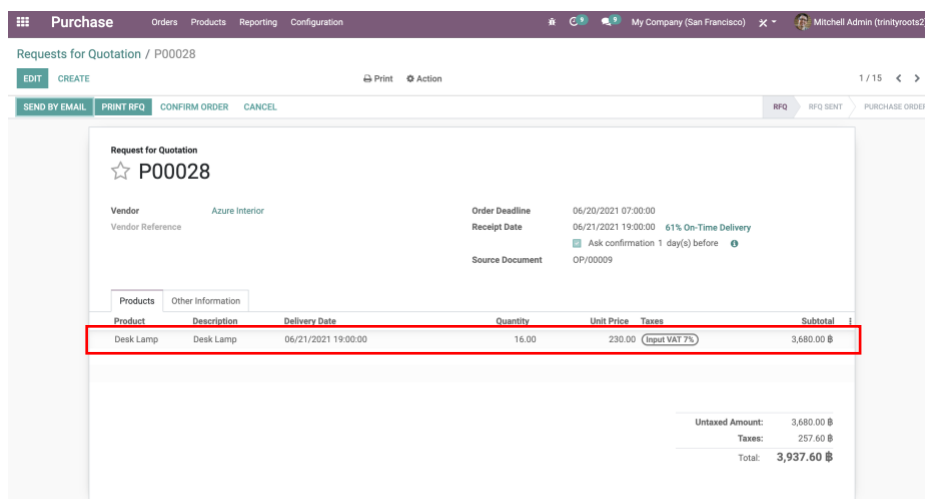 Purchase Orders Products Reporting Configuration 9 9 My Company (San Francisco) Mitchell Admin (trinityroots2
Requests for Quotation / P00028
EDIT CREATE Print Action 1 / 15
SEND BY EMAIL PRINT RFQ CONFIRM ORDER CANCEL RFQ RFQ SENT PURCHASE ORDER
Request for Quotation
P00028
Vendor Azure Interior Order Deadline 06/20/2021 07:00:00
Vendor Reference Receipt Date 06/21/2021 19:00:00 61% On-Time Delivery
Ask confirmation 1 day(s) before
Source Document OP/00009
Products Other Information
Product Description Delivery Date Quantity Unit Price Taxes Subtotal
Desk Lamp Desk Lamp 06/21/2021 19:00:00 16.00 230.00 Input VAT 7% 3,680.00 ฿
Untaxed Amount: 3,680.00 ฿
Taxes: 257.60 ฿
Total: 3,937.60 ฿